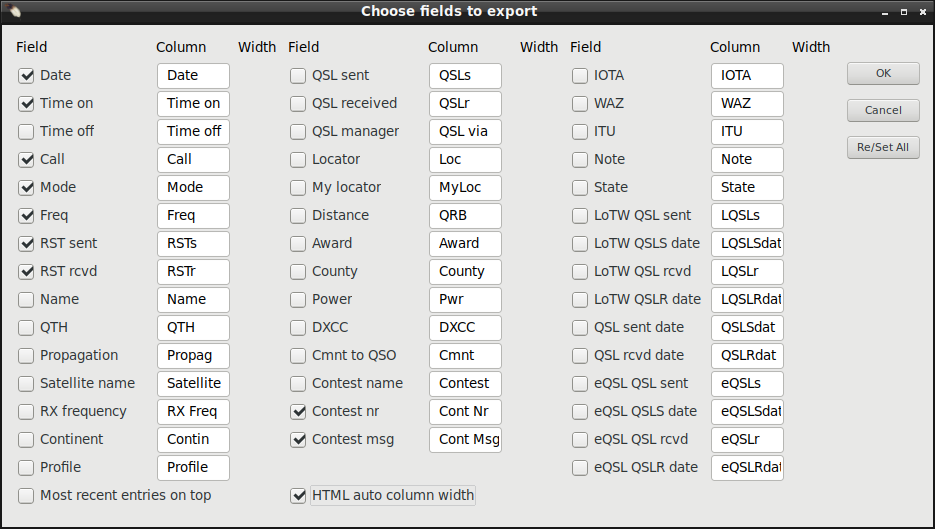 Choose fields to export
Field Column Width Field Column Width Field Column Width
Date Date QSL sent QSLs IOTA IOTA OK
Time on Time on QSL received QSLr WAZ WAZ
Cancel
Time off Time off QSL manager QSL via ITU ITU
Re/Set All
Call Call Locator Loc Note Note
Mode Mode My locator MyLoc State State
Freq Freq Distance QRB LoTW QSL sent LQSLs
RST sent RSTs Award Award LoTW QSLS date LQSLSdat
RST rcvd RSTr County County LoTW QSL rcvd LQSLr
Name Name Power Pwr LoTW QSLR date LQSLRdat
QTH QTH DXCC DXCC QSL sent date QSLSdat
Propagation Propag Cmnt to QSO Cmnt QSL rcvd date QSLRdat
Satellite name Satellite Contest name Contest eQSL QSL sent eQSLs
RX frequency RX Freq Contest nr Cont Nr eQSL QSLS date eQSLSdat
Continent Contin Contest msg Cont Msg eQSL QSL rcvd eQSLr
Profile Profile eQSL QSLR date eQSLRdat
Most recent entries on top HTML auto column width